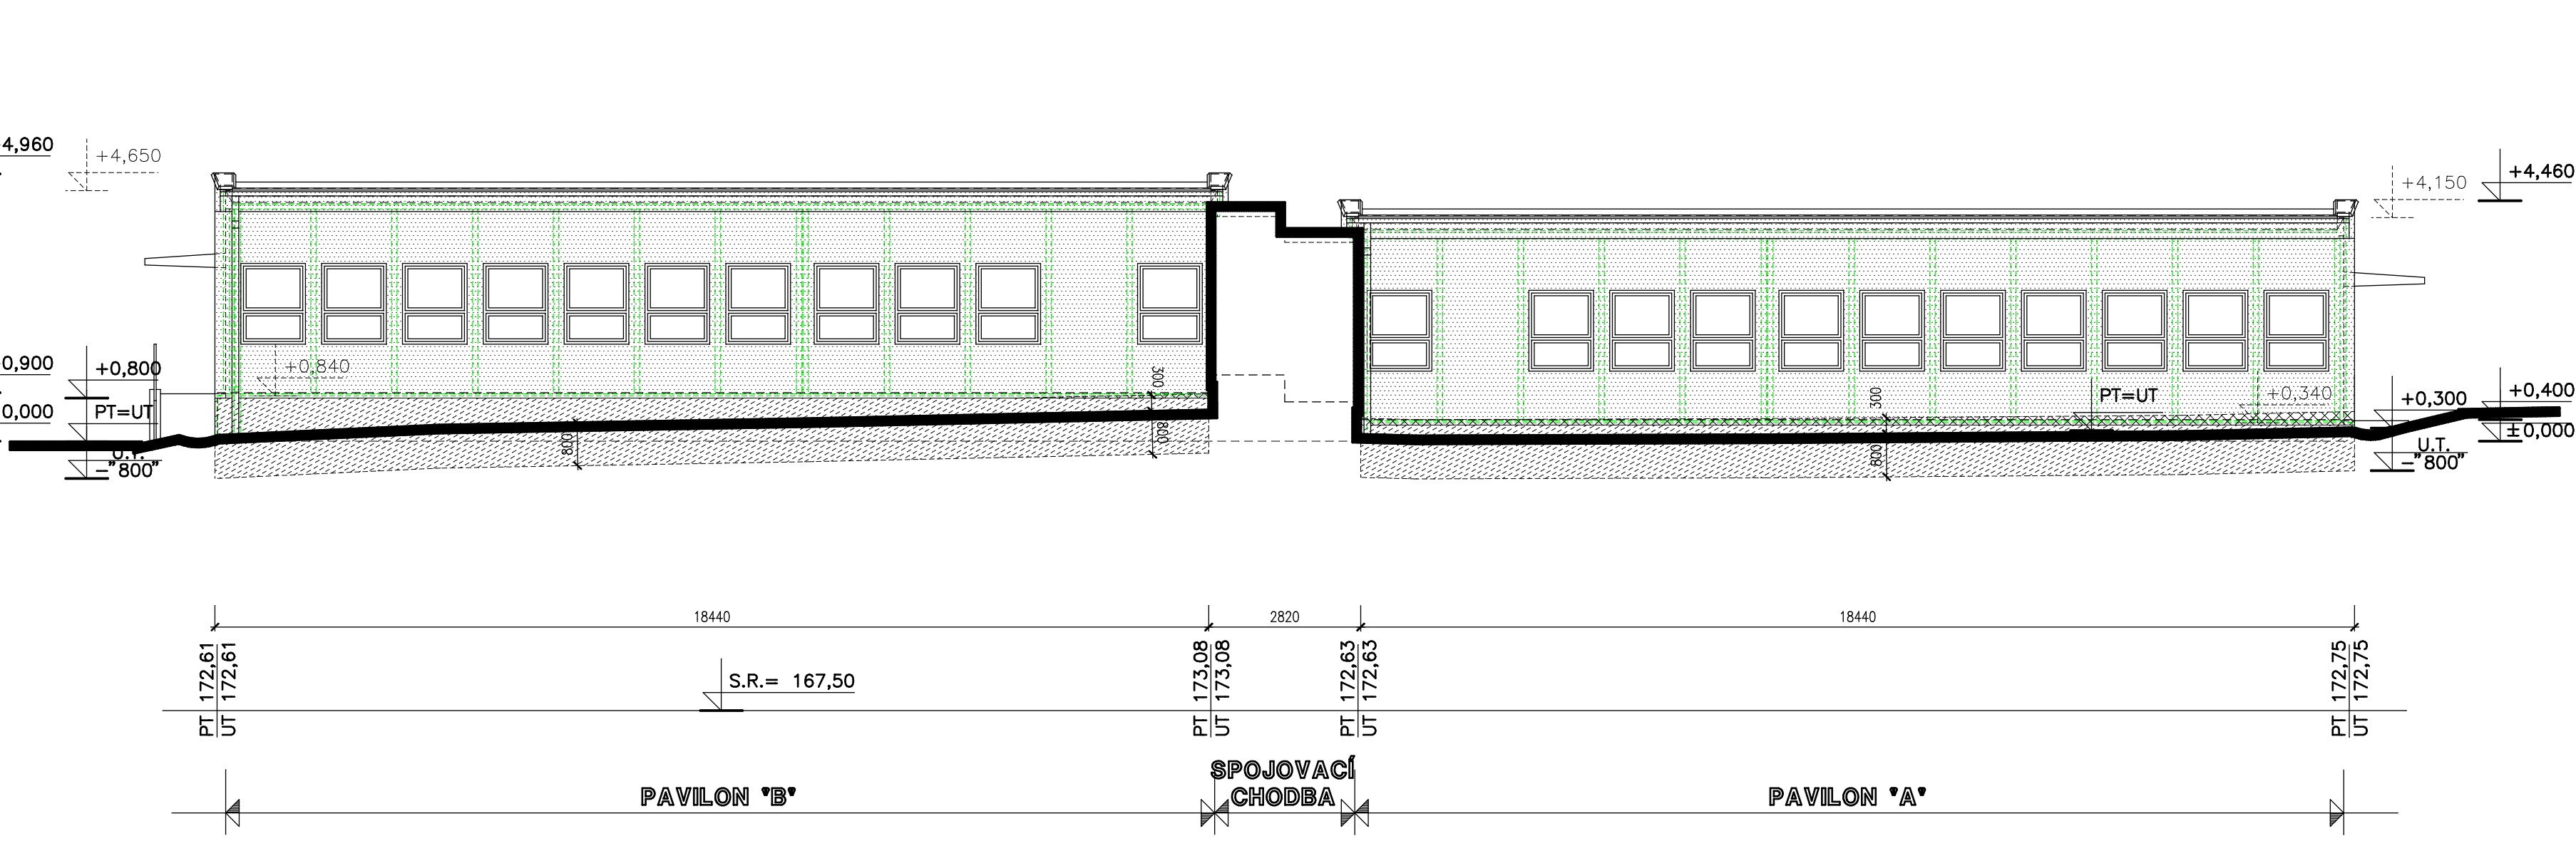 4,960
+4,650
+4,150
+4,460
0,900
+0,800
+0,840
300
300
PT=UT
+0,340
+0,300
+0,400
0,000
PT=UT
±0,000
U.T.
-"800"
800
800
800
U.T.
-"800"
18440
2820
18440
PT 172,61
UT 172,61
PT 173,08
UT 173,08
PT 172,63
UT 172,63
PT 172,75
UT 172,75
S.R.= 167,50
PAVILON "B"
SPOJOVACÍ
CHODBA
PAVILON "A"